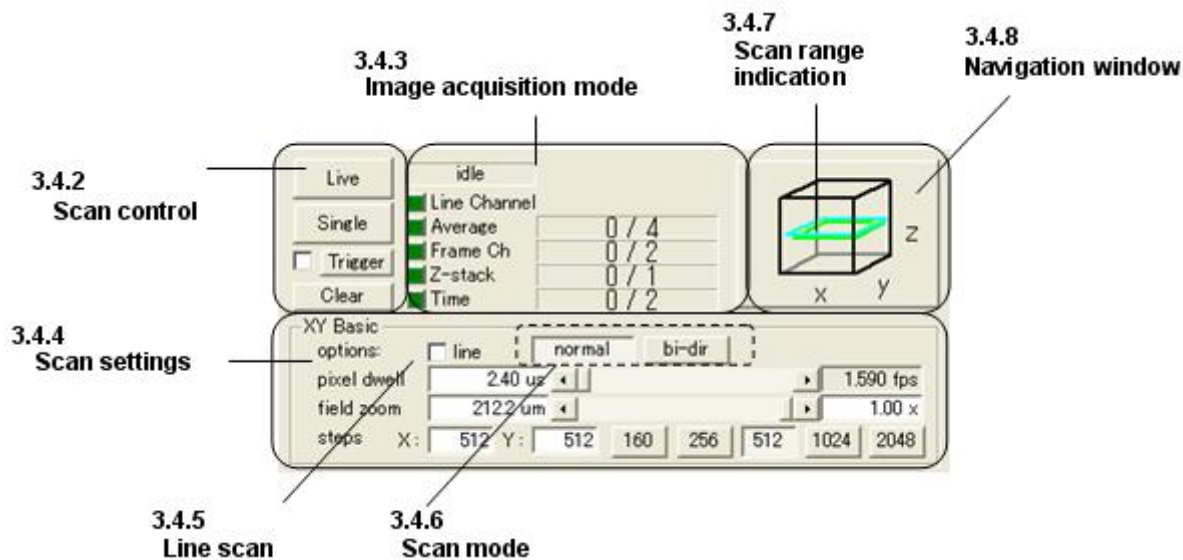 3.4.7
Scan range
indication
3.4.8
Navigation window
3.4.3
Image acquisition mode
3.4.2
Scan control
Live
Single
Trigger
Clear
idle
Line Channel
Average 0 / 4
Frame Ch 0 / 2
Z-stack 0 / 1
Time 0 / 2
z
x y
3.4.4
Scan settings
XY Basic
options: line normal bi-dir
pixel dwell 2.40 us 1.590 fps
field zoom 212.2 um 1.00 x
steps X: 512 Y: 512 160 256 512 1024 2048
3.4.5
Line scan
3.4.6
Scan mode